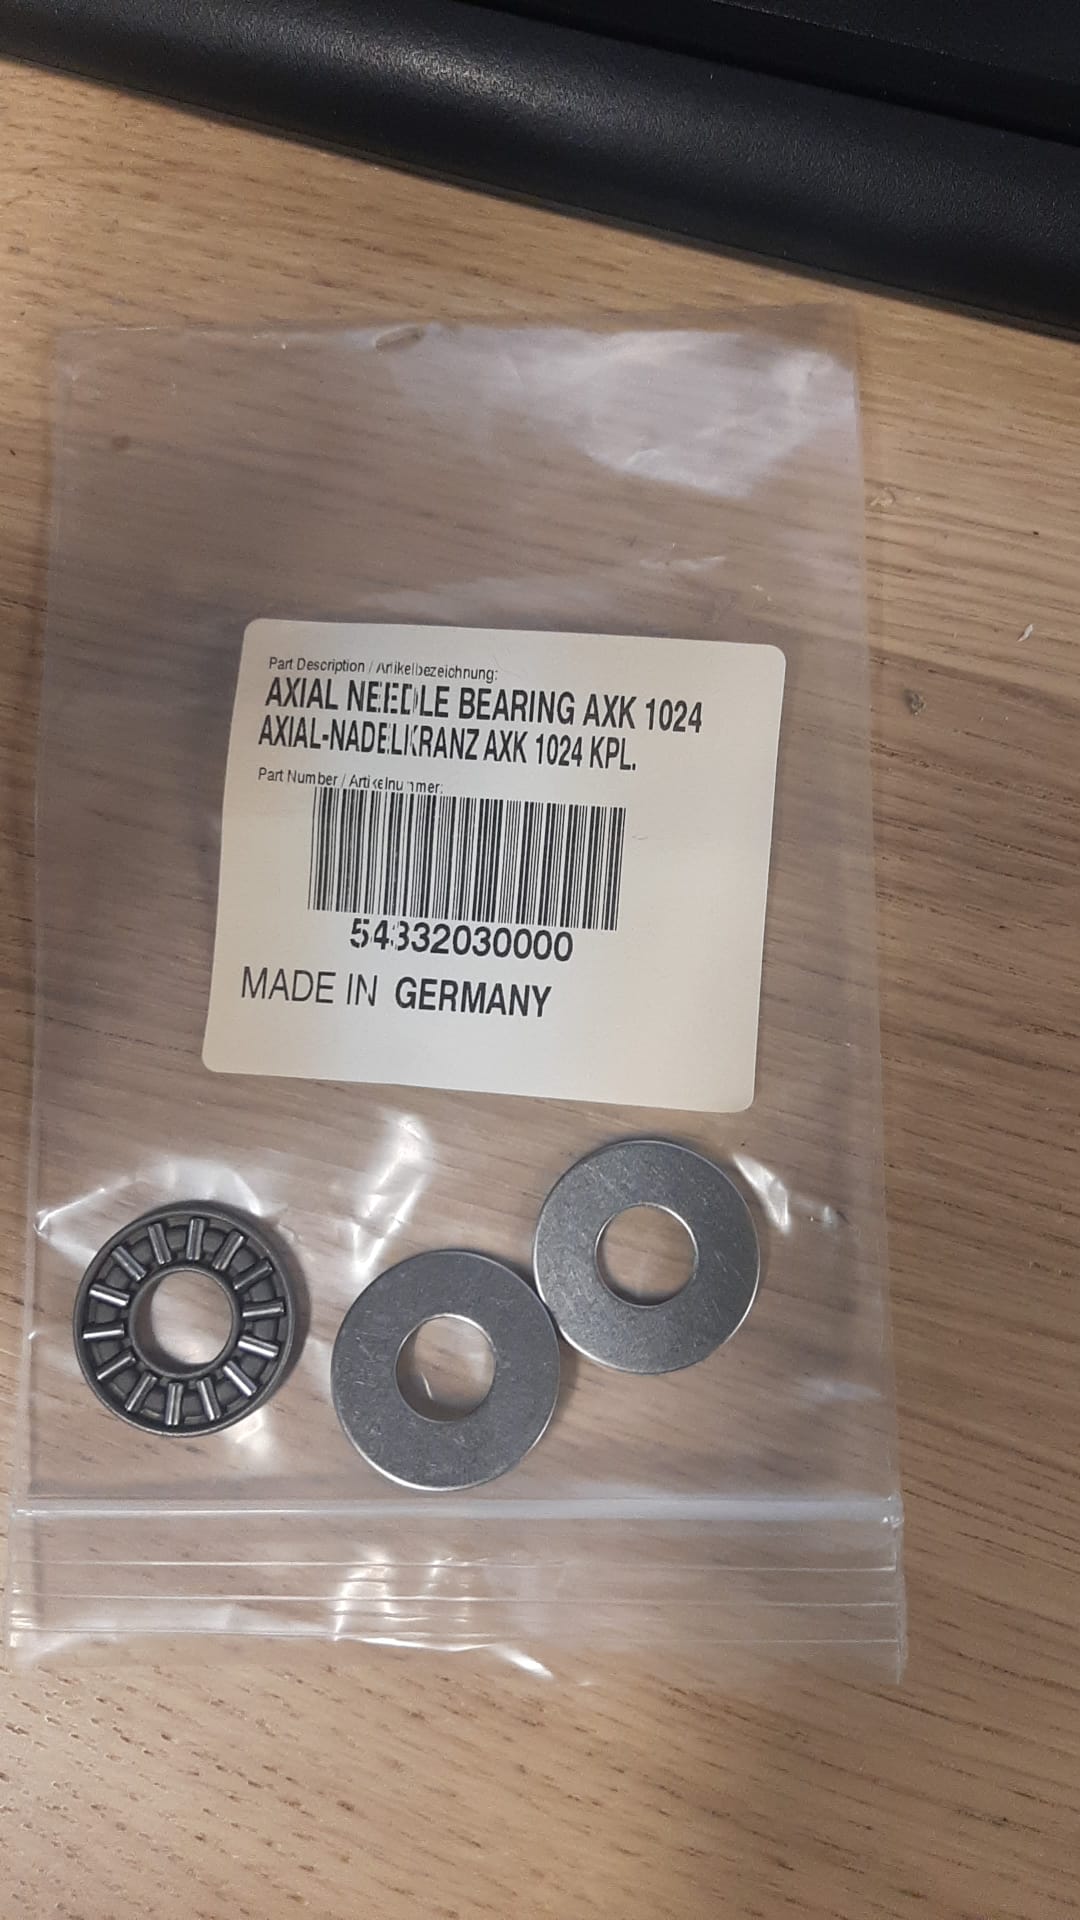 Part Description / Artikelbezeichnung:
AXIAL NEEDLE BEARING AXK 1024
AXIAL-NADELKRANZ AXK 1024 KPL.
Part Number / Artikelnummer:
54332030000
MADE IN GERMANY